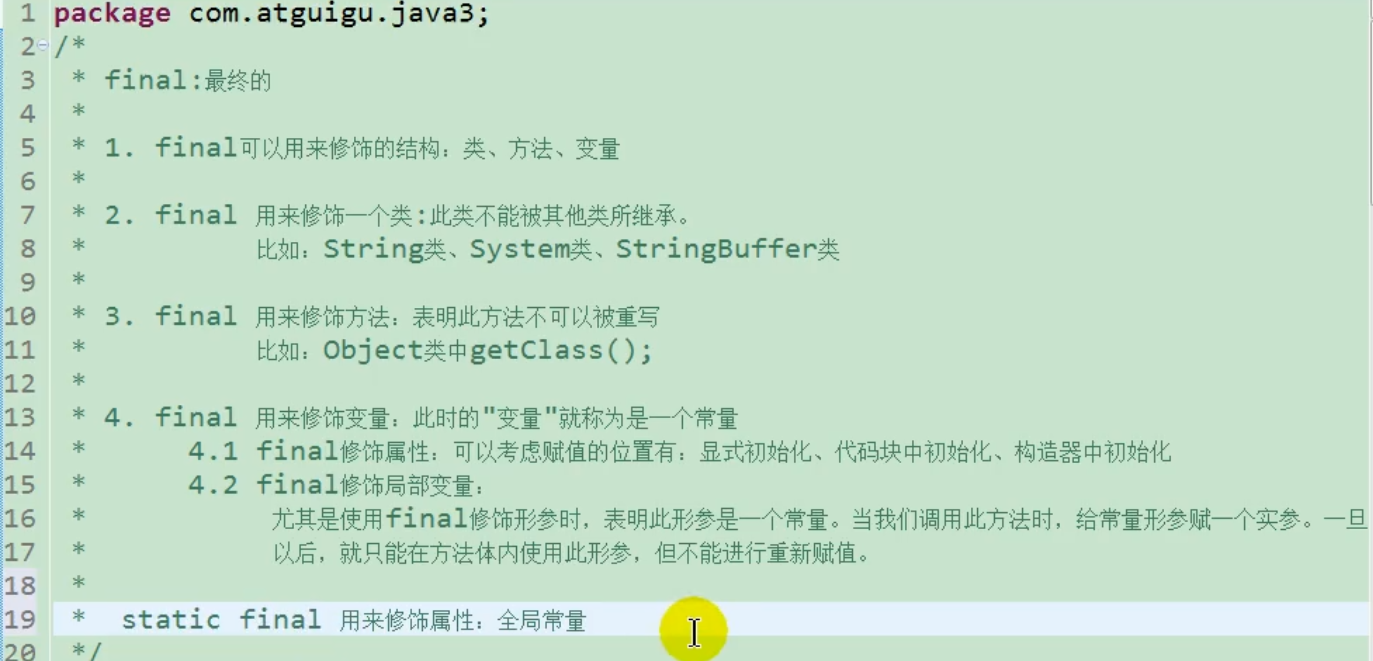 1 package com.atguigu.java3;
2 /*
3  * final:最终的
4  *
5  * 1. final可以用来修饰的结构：类、方法、变量
6  *
7  * 2. final 用来修饰一个类:此类不能被其他类所继承。
8  *          比如：String类、System类、StringBuffer类
9  *
10  * 3. final 用来修饰方法：表明此方法不可以被重写
11  *          比如：Object类中getClass();
12  *
13  * 4. final 用来修饰变量：此时的"变量"就称为是一个常量
14  *      4.1 final修饰属性：可以考虑赋值的位置有：显式初始化、代码块中初始化、构造器中初始化
15  *      4.2 final修饰局部变量：
16  *           尤其是使用final修饰形参时，表明此形参是一个常量。当我们调用此方法时，给常量形参赋一个实参。一旦
17  *           以后，就只能在方法体内使用此形参，但不能进行重新赋值。
18  *
19  *  static final 用来修饰属性：全局常量
20  */